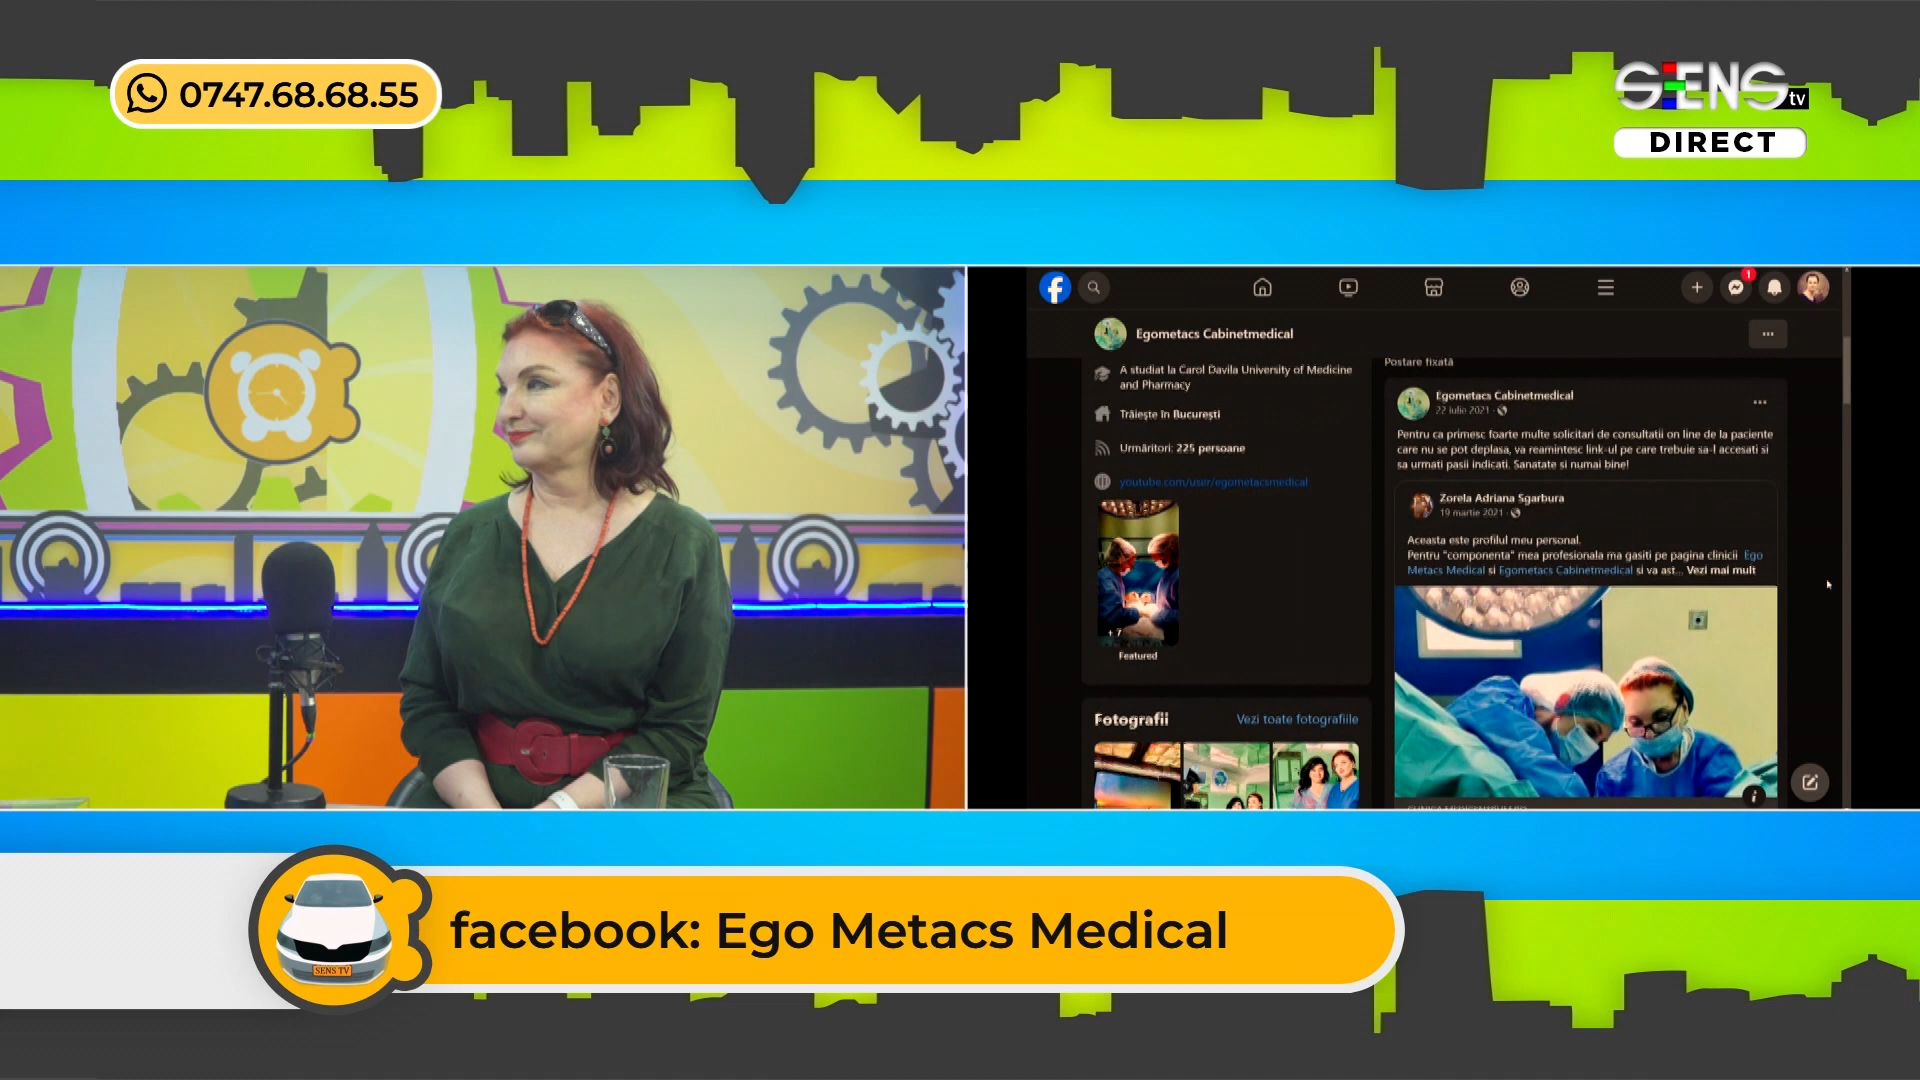 0747.68.68.55
SENS tv
DIRECT
1
Egometacs Cabinetmedical
A studiat la Carol Davila University of Medicine
and Pharmacy
Trăiește în București
Urmăritori: 225 persoane
youtube.com/user/egometacsmedical
+7
Featured
Fotografii
Vezi toate fotografiile
Postare fixată
Egometacs Cabinetmedical
22 iulie 2021
Pentru ca primesc foarte multe solicitari de consultatii on line de la paciente
care nu se pot deplasa, va reamintesc link-ul pe care trebuie sa-l accesati si
sa urmati pasii indicati. Sanatate si numai bine!
Zorela Adriana Sgarbura
19 martie 2021
Aceasta este profilul meu personal.
Pentru "componenta" mea profesionala ma gasiti pe pagina clinicii Ego
Metacs Medical si Egometacs Cabinetmedical si va ast... Vezi mai mult
SENS TV
facebook: Ego Metacs Medical